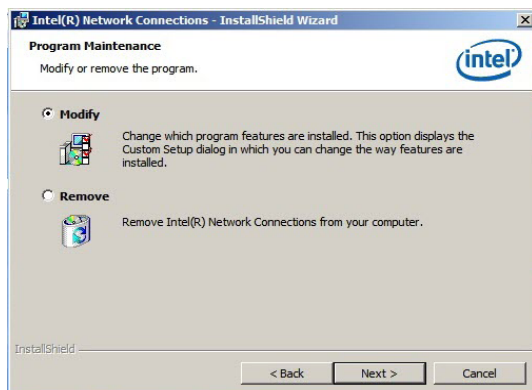 Intel(R) Network Connections - InstallShield Wizard
Program Maintenance
Modify or remove the program.
intel
Modify
Change which program features are installed. This option displays the
Custom Setup dialog in which you can change the way features are
installed.
Remove
Remove Intel(R) Network Connections from your computer.
InstallShield
< Back
Next >
Cancel